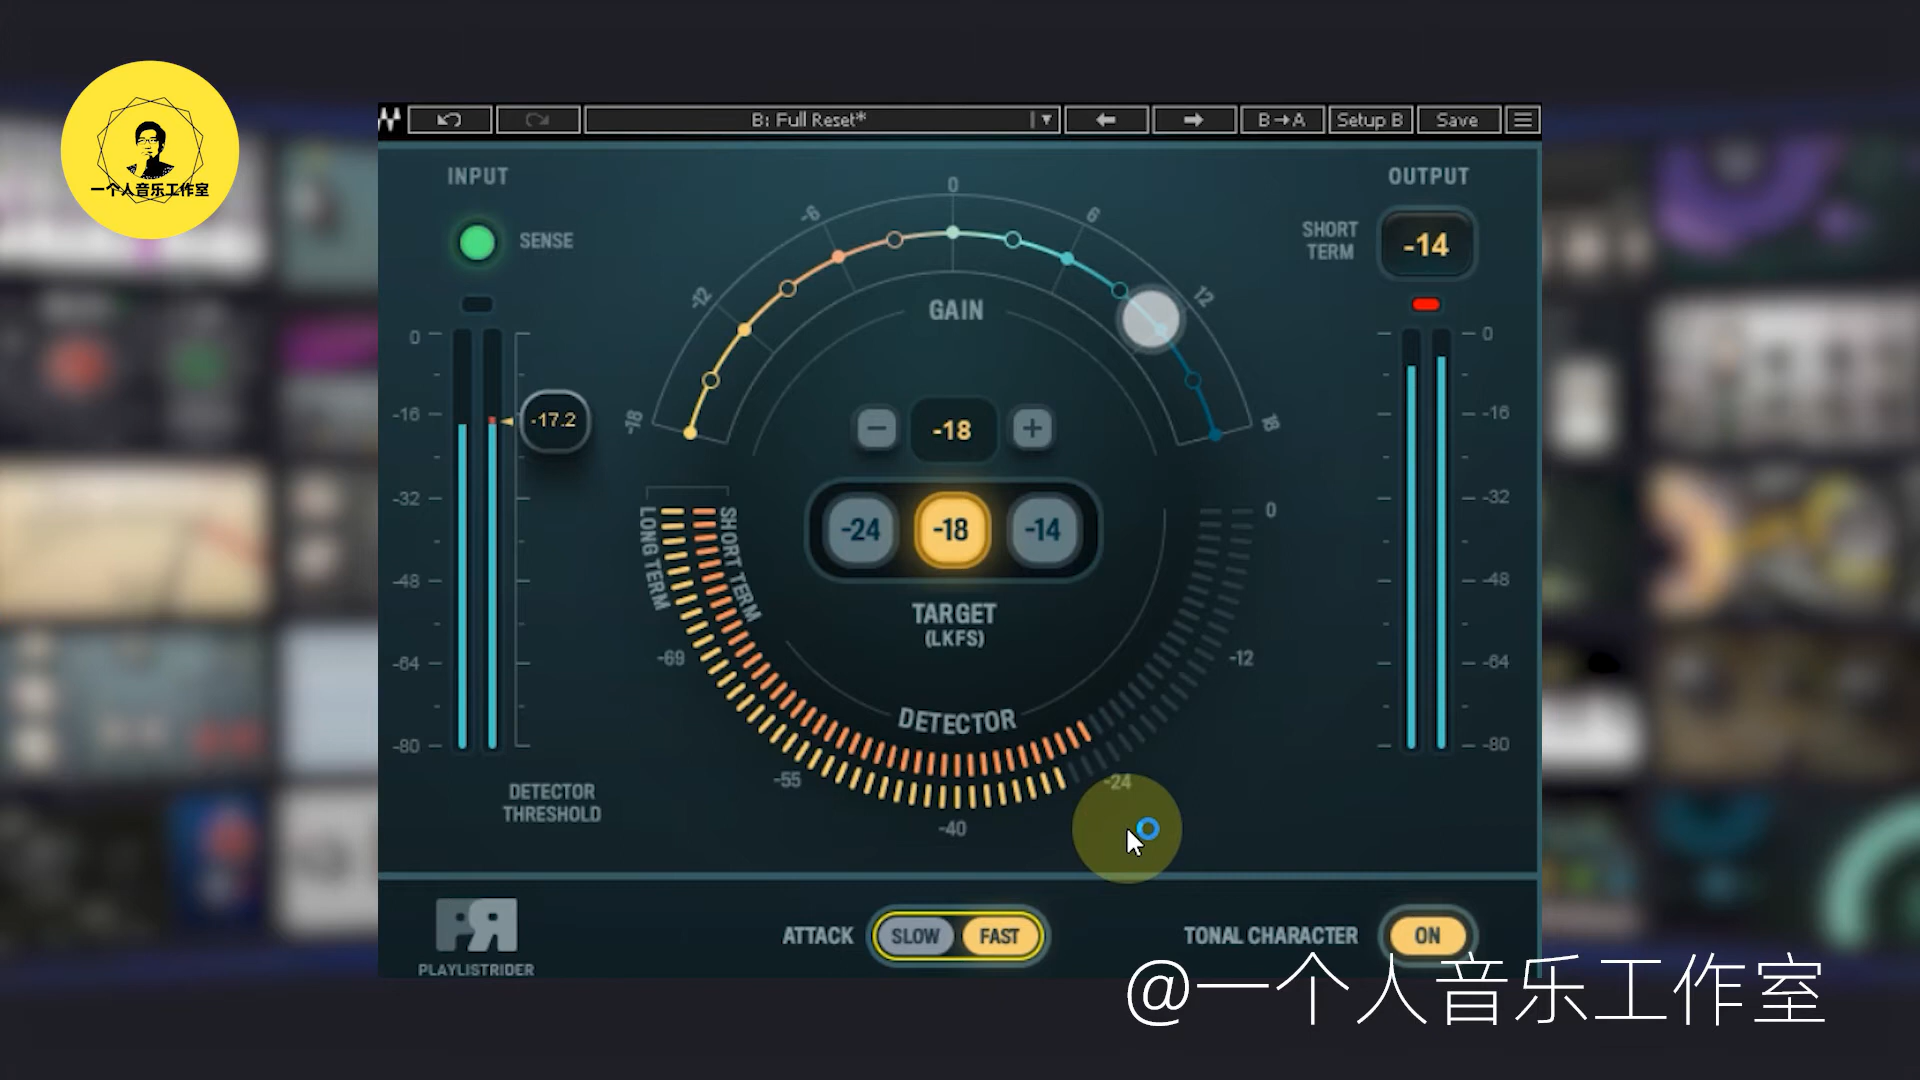 一个人音乐工作室
B: Full Reset*
B→A
Setup B
Save
INPUT
SENSE
0
-16
-32
-48
-64
-80
-17.2
DETECTOR
THRESHOLD
-18
-12
-6
0
6
12
18
GAIN
-18
-24
-18
-14
TARGET
(LKFS)
LONG TERM
SHORT TERM
-69
-55
-40
-24
-12
0
DETECTOR
OUTPUT
SHORT
TERM
-14
0
-16
-32
-48
-64
-80
PR
PLAYLISTRIDER
ATTACK
SLOW
FAST
TONAL CHARACTER
ON
@一个人音乐工作室